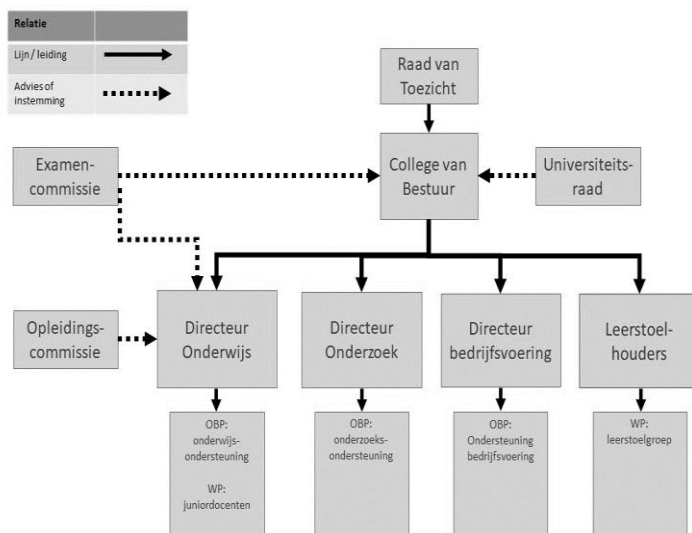 Relatie
Lijn / leiding
Advies of
instemming
Raad van
Toezicht
Examen-
commissie
College van
Bestuur
Universiteits-
raad
Opleidings-
commissie
Directeur
Onderwijs
Directeur
Onderzoek
Directeur
bedrijfsvoering
Leerstoel-
houders
OBP:
onderwijs-
ondersteuning
WP:
juniordocenten
OBP:
onderzoeks-
ondersteuning
OBP:
Ondersteuning
bedrijfsvoering
WP:
leerstoelgroep